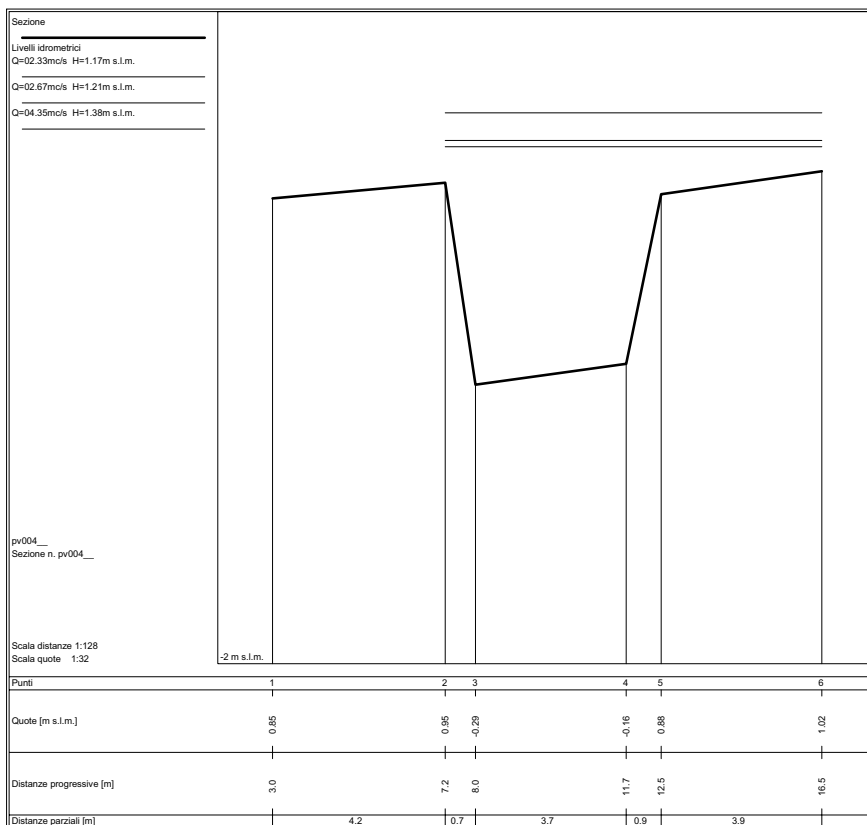 Sezione
Livelli idrometrici
Q=02.33mc/s H=1.17m s.l.m.
Q=02.67mc/s H=1.21m s.l.m.
Q=04.35mc/s H=1.38m s.l.m.
pv004__
Sezione n. pv004__
Scala distanze 1:128
Scala quote 1:32
-2 m s.l.m.
Punti 1 2 3 4 5 6
Quote [m s.l.m.] 0.85 0.95 -0.29 -0.16 0.88 1.02
Distanze progressive [m] 3.0 7.2 8.0 11.7 12.5 16.5
Distanze parziali [m] 4.2 0.7 3.7 0.9 3.9